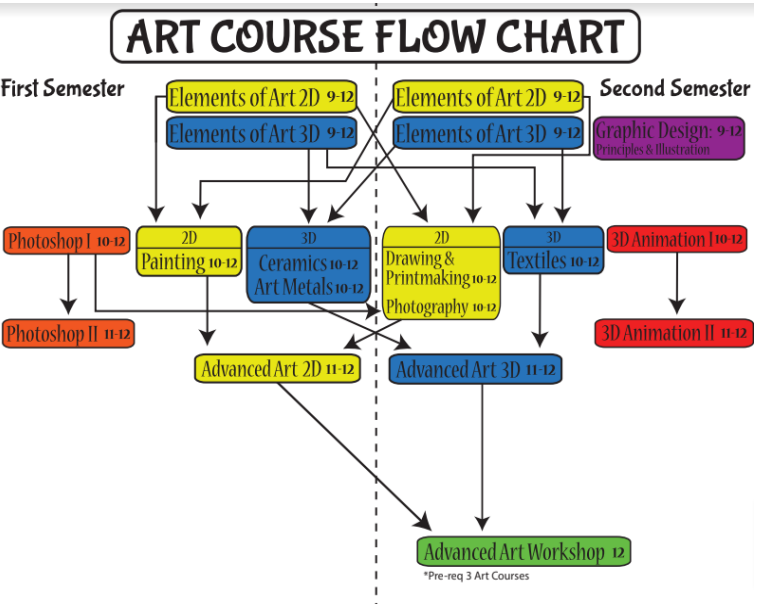 ART COURSE FLOW CHART
First Semester
Second Semester
Elements of Art 2D 9-12
Elements of Art 2D 9-12
Elements of Art 3D 9-12
Elements of Art 3D 9-12
Graphic Design: 9-12
Principles & Illustration
Photoshop I 10-12
2D
Painting 10-12
3D
Ceramics 10-12
Art Metals 10-12
2D
Drawing &
Printmaking 10-12
Photography 10-12
3D
Textiles 10-12
3D Animation I 10-12
Photoshop II 11-12
3D Animation II 11-12
Advanced Art 2D 11-12
Advanced Art 3D 11-12
Advanced Art Workshop 12
*Pre-req 3 Art Courses